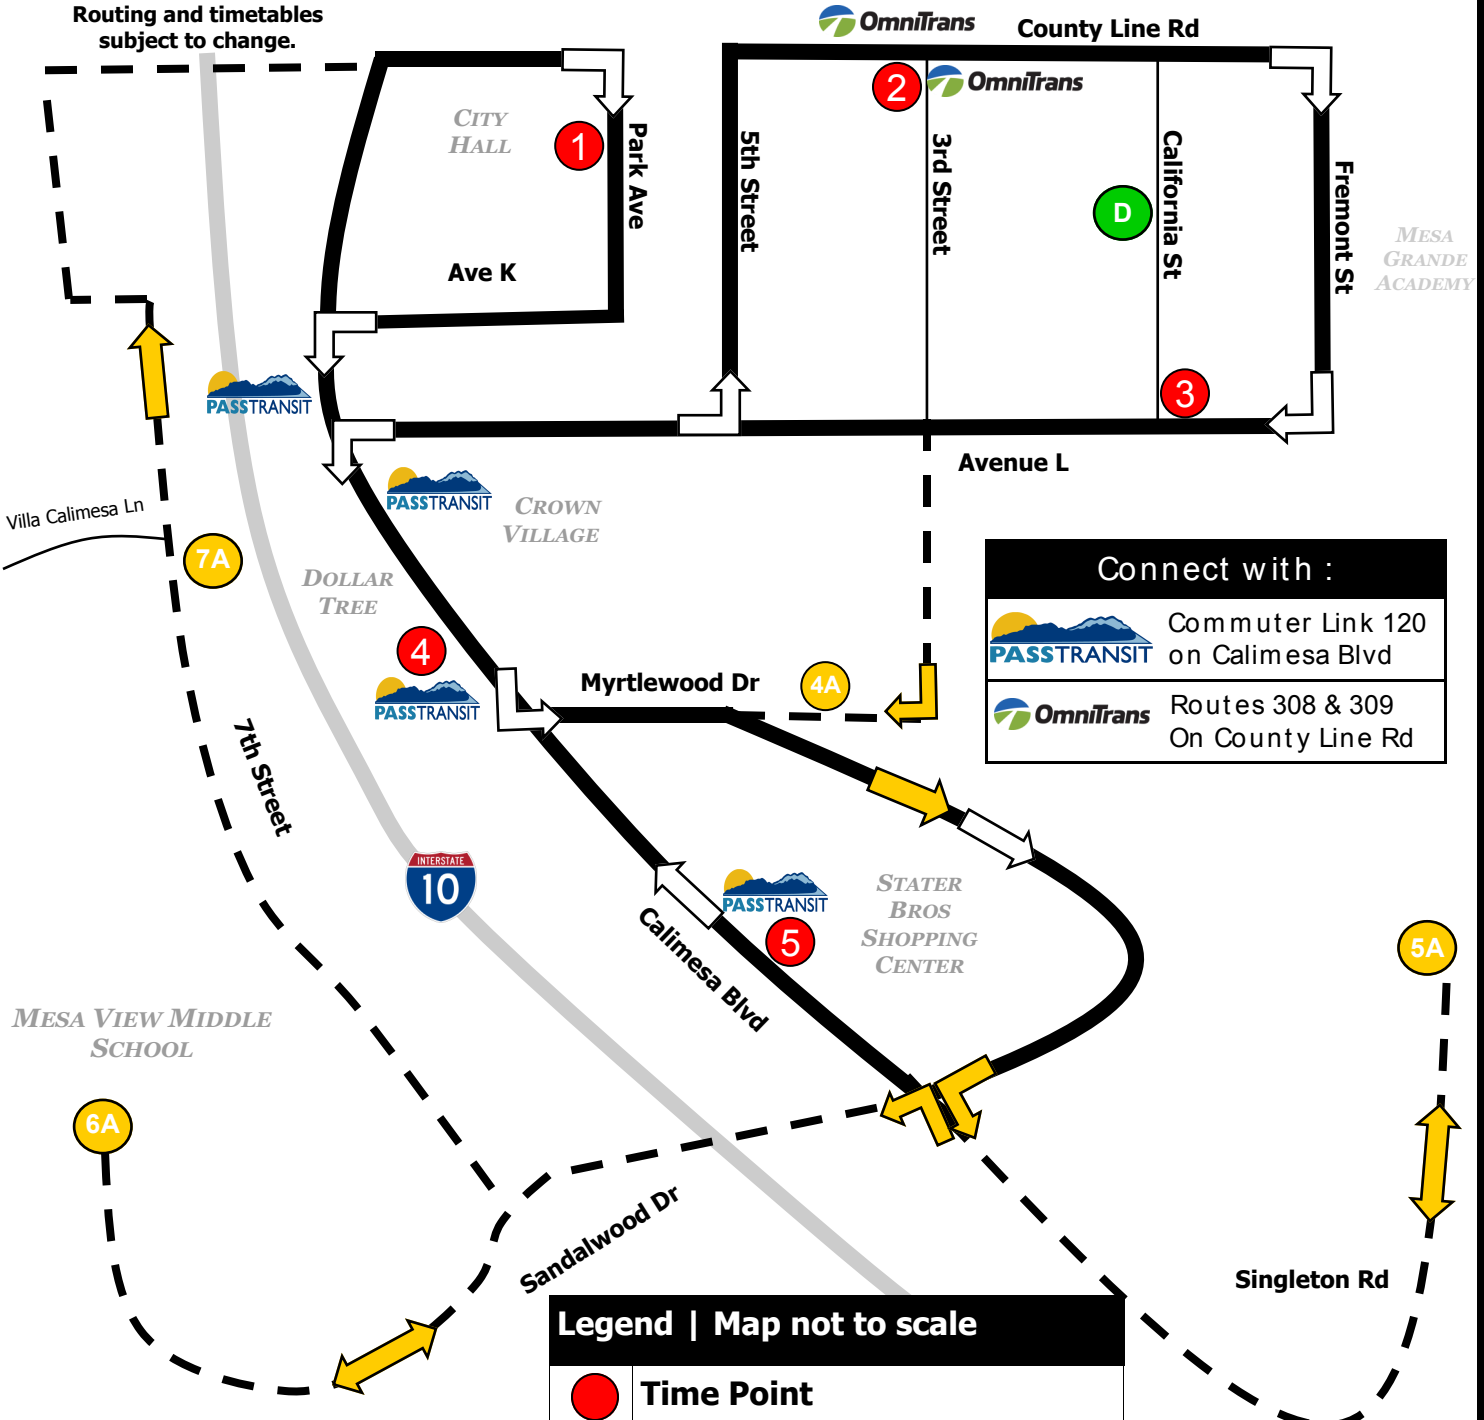 Routing and timetables
subject to change.
OmniTrans
County Line Rd
CITY
HALL
1
Park Ave
Ave K
2
OmniTrans
5th Street
3rd Street
D
California St
Fremont St
MESA
GRANDE
ACADEMY
PASSTRANSIT
3
Avenue L
PASSTRANSIT
CROWN
VILLAGE
Villa Calimesa Ln
7A
DOLLAR
TREE
4
PASSTRANSIT
Myrtlewood Dr
4A
Connect with :
PASSTRANSIT
Commuter Link 120
on Calimesa Blvd
OmniTrans
Routes 308 & 309
On County Line Rd
7th Street
INTERSTATE
10
PASSTRANSIT
5
Calimesa Blvd
STATER
BROS
SHOPPING
CENTER
5A
MESA VIEW MIDDLE
SCHOOL
6A
Sandalwood Dr
Singleton Rd
Legend | Map not to scale
Time Point